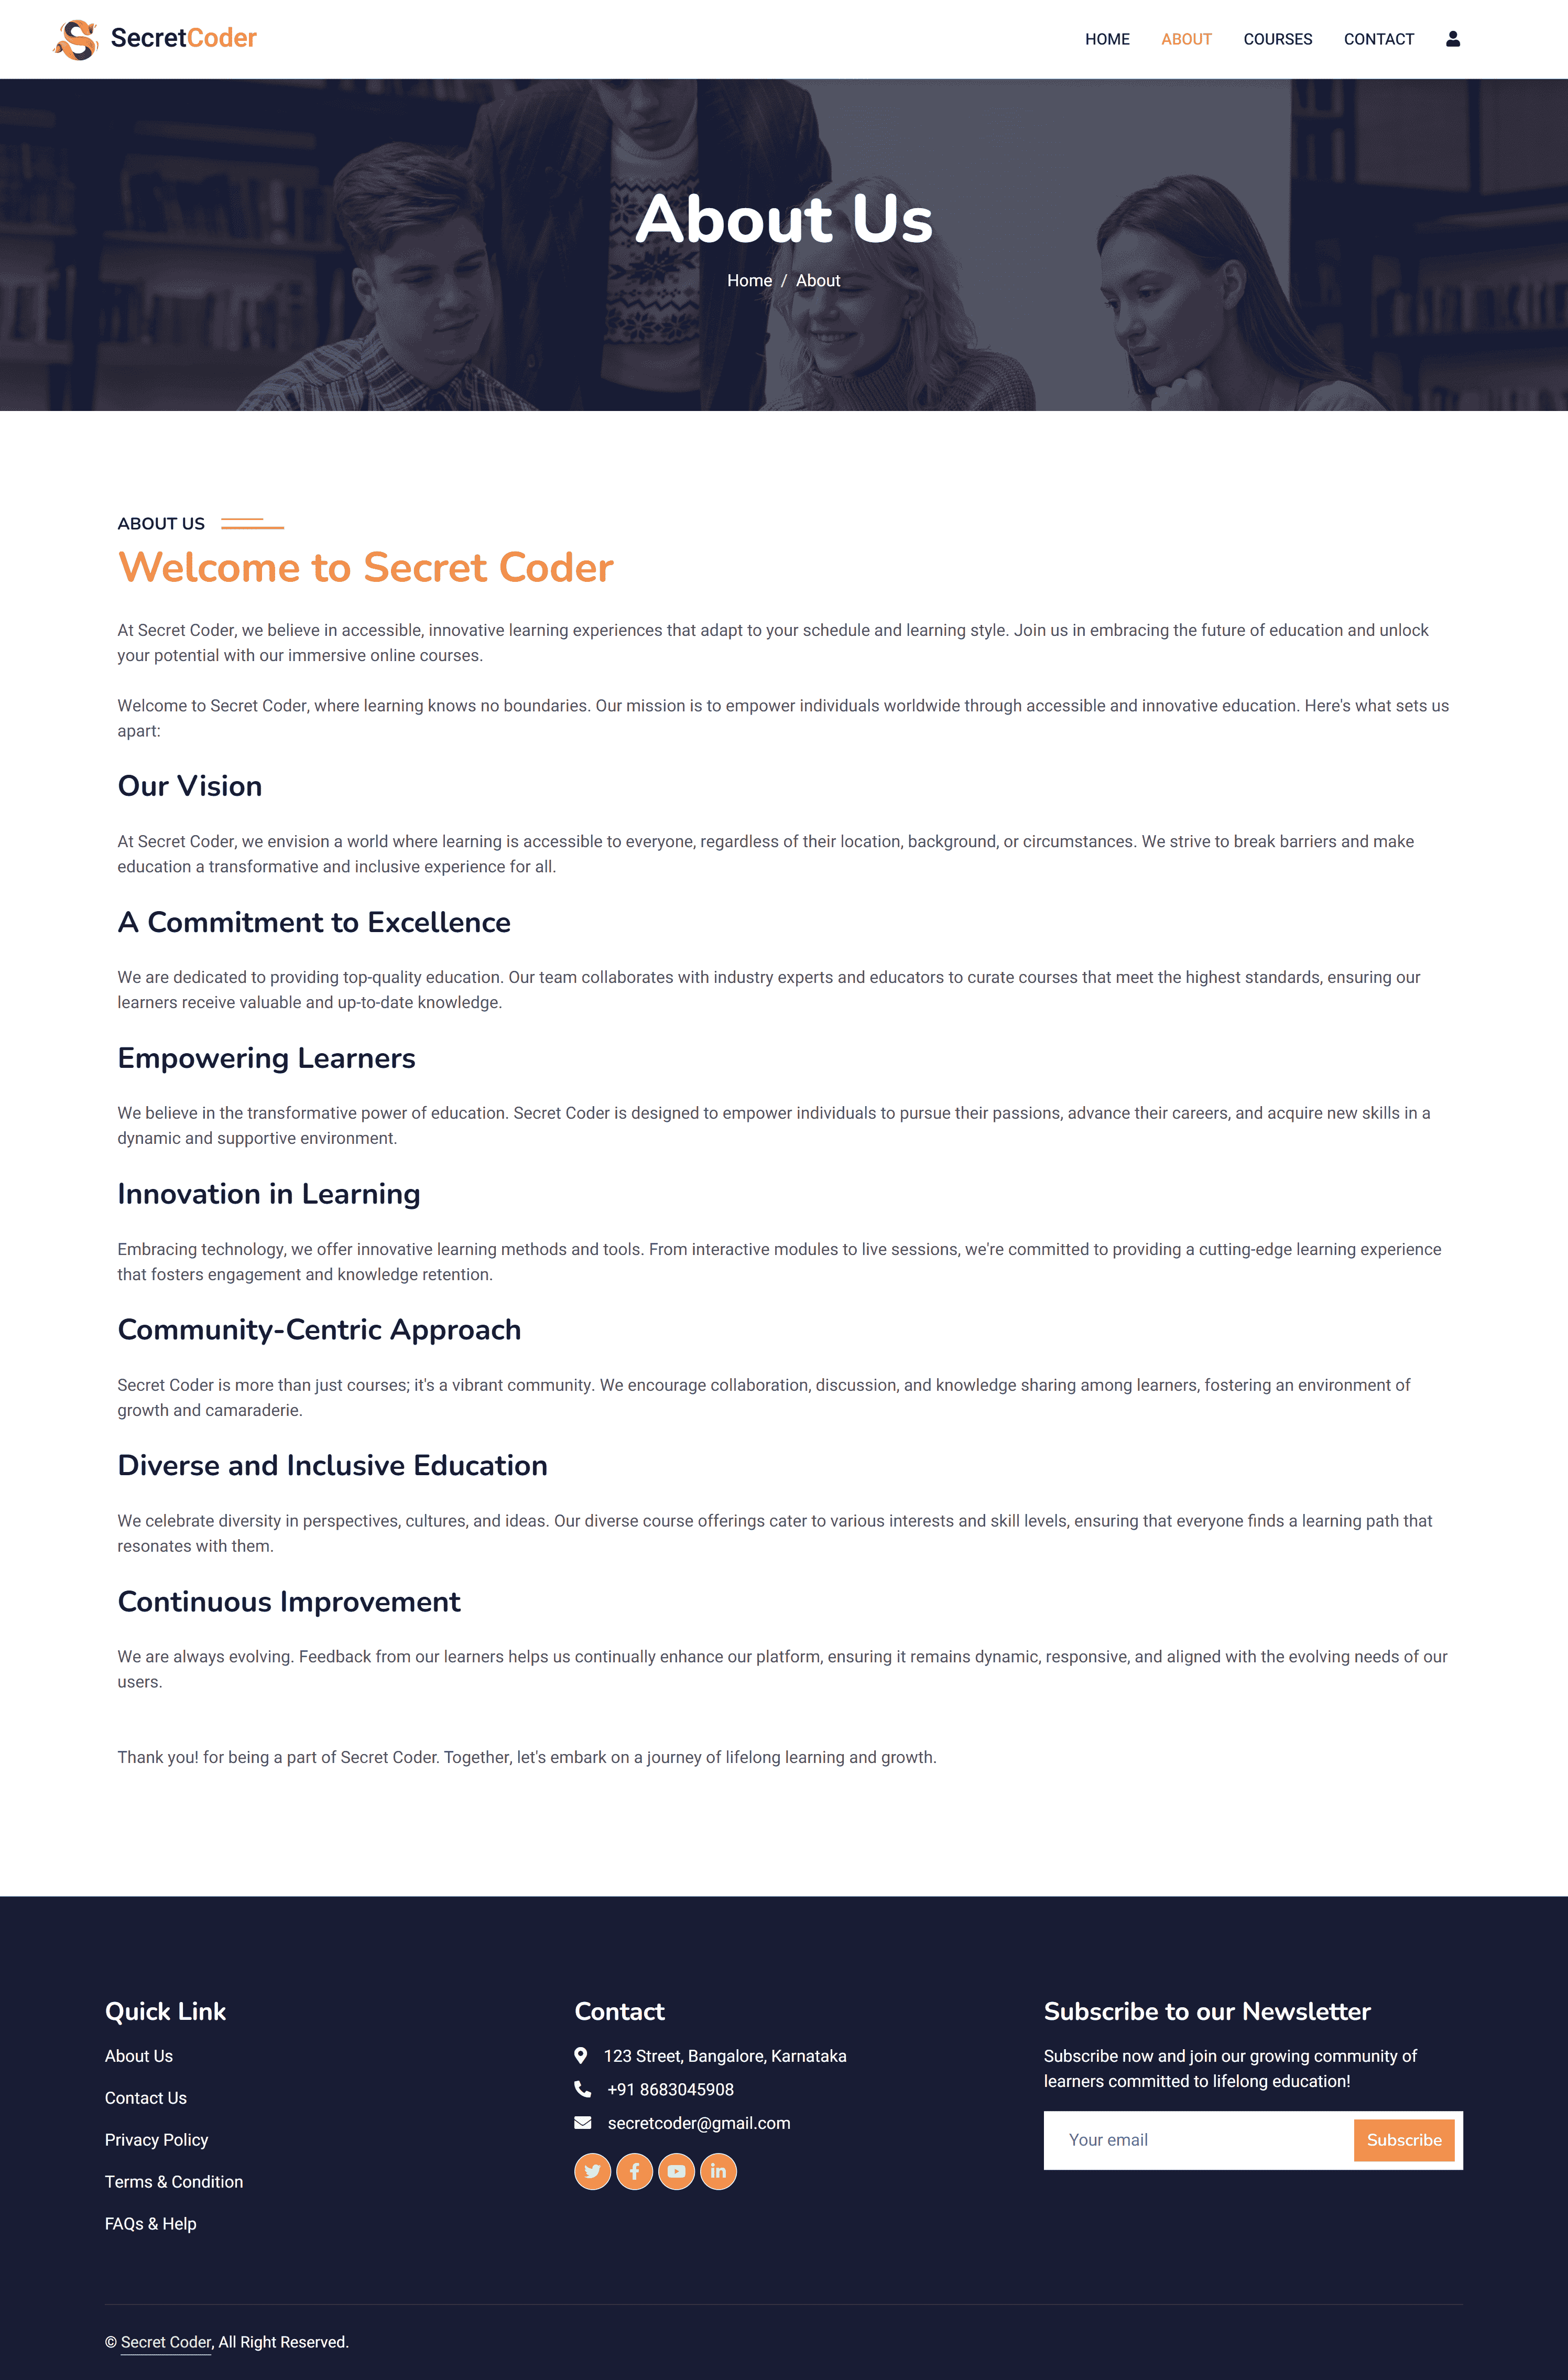 SecretCoder
HOME ABOUT COURSES CONTACT
About Us
Home / About
ABOUT US
Welcome to Secret Coder
At Secret Coder, we believe in accessible, innovative learning experiences that adapt to your schedule and learning style. Join us in embracing the future of education and unlock
your potential with our immersive online courses.
Welcome to Secret Coder, where learning knows no boundaries. Our mission is to empower individuals worldwide through accessible and innovative education. Here's what sets us
apart:
Our Vision
At Secret Coder, we envision a world where learning is accessible to everyone, regardless of their location, background, or circumstances. We strive to break barriers and make
education a transformative and inclusive experience for all.
A Commitment to Excellence
We are dedicated to providing top-quality education. Our team collaborates with industry experts and educators to curate courses that meet the highest standards, ensuring our
learners receive valuable and up-to-date knowledge.
Empowering Learners
We believe in the transformative power of education. Secret Coder is designed to empower individuals to pursue their passions, advance their careers, and acquire new skills in a
dynamic and supportive environment.
Innovation in Learning
Embracing technology, we offer innovative learning methods and tools. From interactive modules to live sessions, we're committed to providing a cutting-edge learning experience
that fosters engagement and knowledge retention.
Community-Centric Approach
Secret Coder is more than just courses; it's a vibrant community. We encourage collaboration, discussion, and knowledge sharing among learners, fostering an environment of
growth and camaraderie.
Diverse and Inclusive Education
We celebrate diversity in perspectives, cultures, and ideas. Our diverse course offerings cater to various interests and skill levels, ensuring that everyone finds a learning path that
resonates with them.
Continuous Improvement
We are always evolving. Feedback from our learners helps us continually enhance our platform, ensuring it remains dynamic, responsive, and aligned with the evolving needs of our
users.
Thank you! for being a part of Secret Coder. Together, let's embark on a journey of lifelong learning and growth.
Quick Link
About Us
Contact Us
Privacy Policy
Terms & Condition
FAQs & Help
Contact
123 Street, Bangalore, Karnataka
+91 8683045908
secretcoder@gmail.com
Subscribe to our Newsletter
Subscribe now and join our growing community of
learners committed to lifelong education!
Your email Subscribe
© Secret Coder, All Right Reserved.